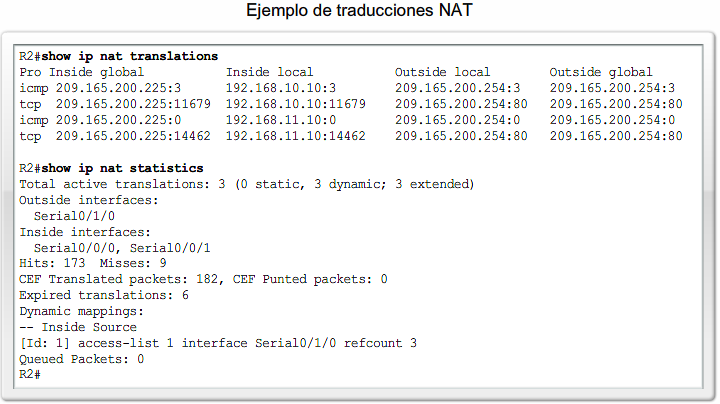 Ejemplo de traducciones NAT
R2#show ip nat translations
Pro Inside global          Inside local          Outside local       Outside global
icmp 209.165.200.225:3      192.168.10.10:3       209.165.200.254:3   209.165.200.254:3
tcp  209.165.200.225:11679  192.168.10.10:11679   209.165.200.254:80  209.165.200.254:80
icmp 209.165.200.225:0      192.168.11.10:0       209.165.200.254:0   209.165.200.254:0
tcp  209.165.200.225:14462  192.168.11.10:14462   209.165.200.254:80  209.165.200.254:80
R2#show ip nat statistics
Total active translations: 3 (0 static, 3 dynamic; 3 extended)
Outside interfaces:
  Serial0/1/0
Inside interfaces:
  Serial0/0/0, Serial0/0/1
Hits: 173  Misses: 9
CEF Translated packets: 182, CEF Punted packets: 0
Expired translations: 6
Dynamic mappings:
-- Inside Source
[Id: 1] access-list 1 interface Serial0/1/0 refcount 3
Queued Packets: 0
R2#